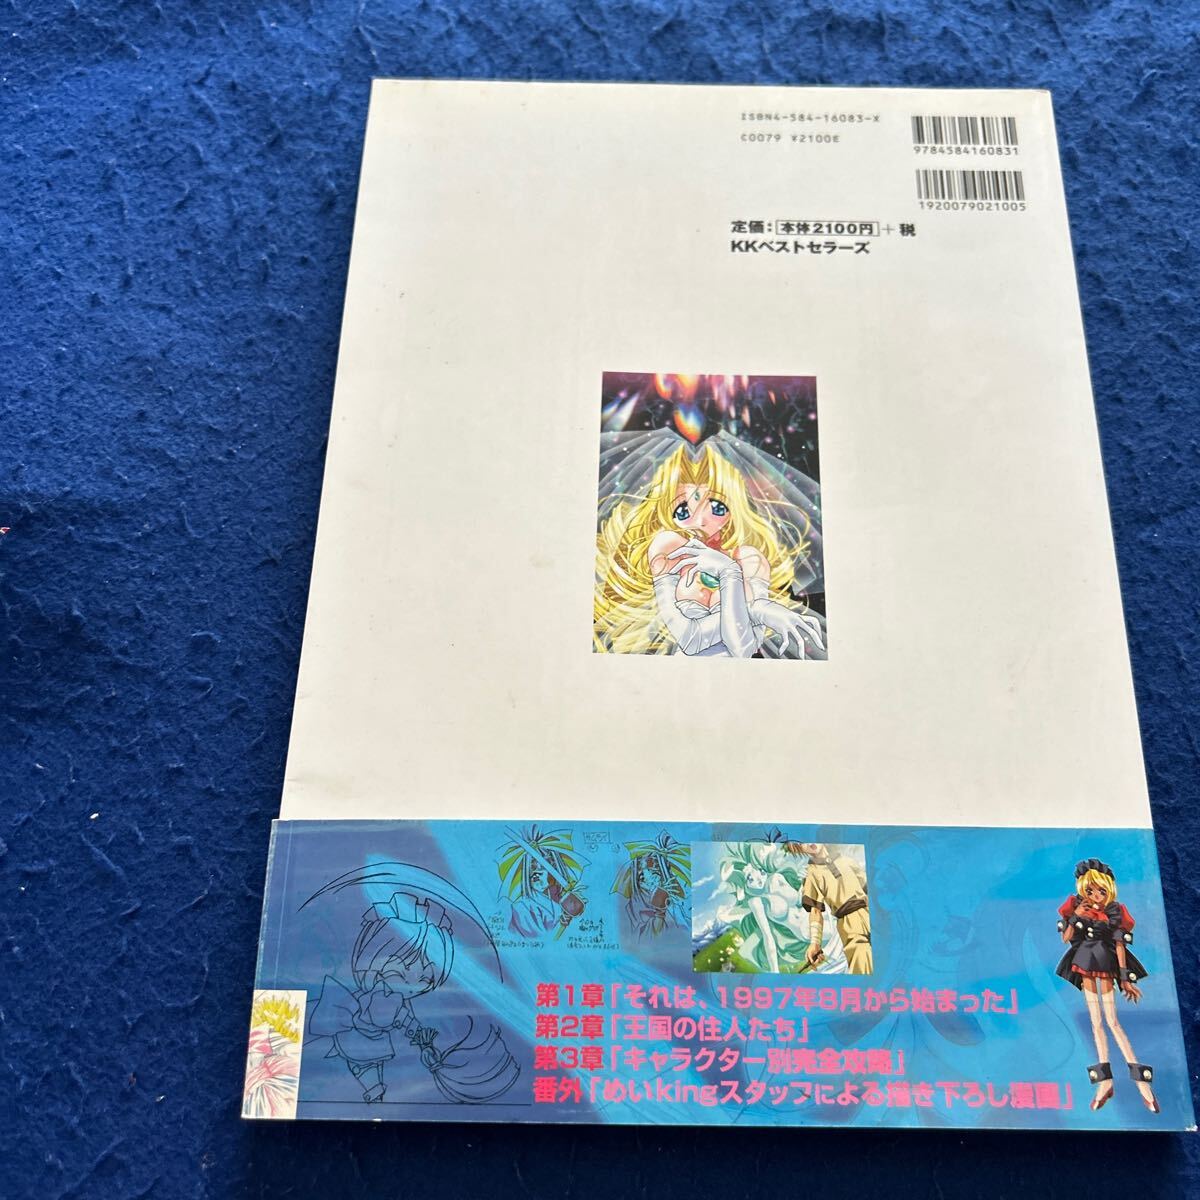 ISBN4-584-16083-X
C0079 ¥2100E
9784584160831
1920079021005
定価：本体2100円＋税
KKベストセラーズ
第1章「それは、1997年8月から始まった」
第2章「王国の住人たち」
第3章「キャラクター別完全攻略」
番外「めいkingスタッフによる描き下ろし漫画」